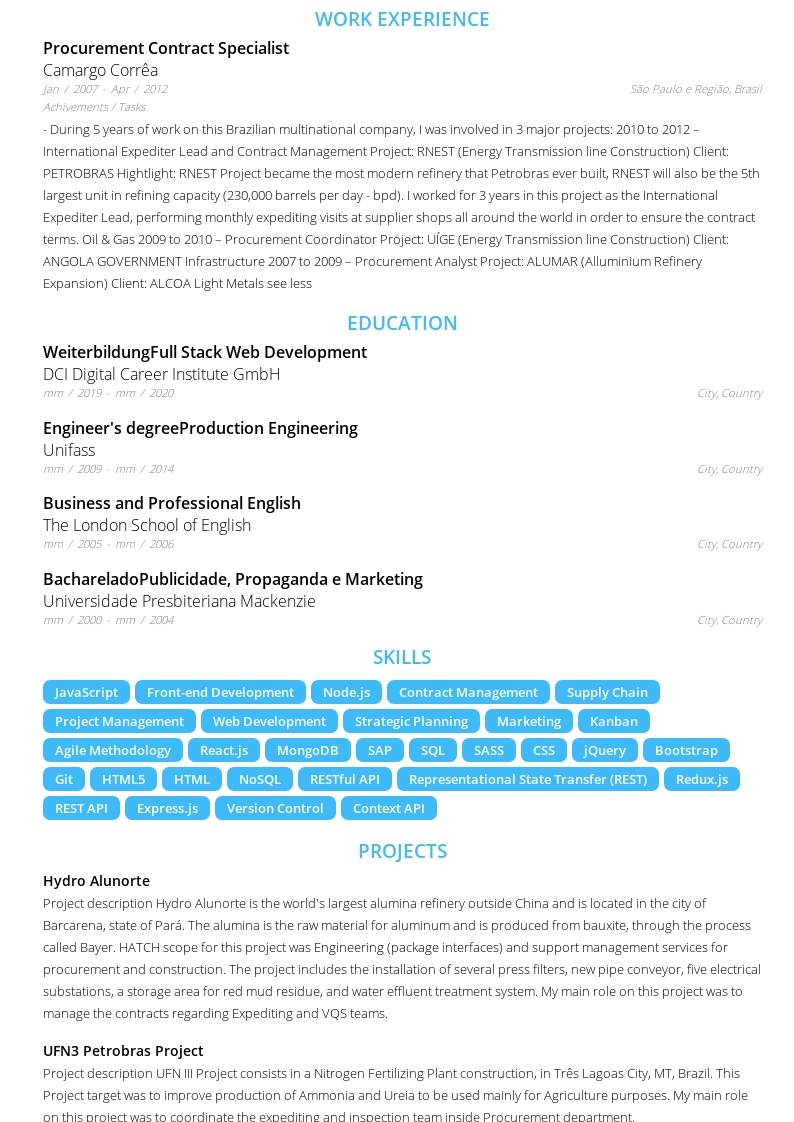 WORK EXPERIENCE
Procurement Contract Specialist
Camargo Corrêa
Jan / 2007 - Apr / 2012 São Paulo e Região, Brasil
Achivements / Tasks
- During 5 years of work on this Brazilian multinational company, I was involved in 3 major projects: 2010 to 2012 –
International Expediter Lead and Contract Management Project: RNEST (Energy Transmission line Construction) Client:
PETROBRAS Hightlight: RNEST Project became the most modern refinery that Petrobras ever built, RNEST will also be the 5th
largest unit in refining capacity (230,000 barrels per day - bpd). I worked for 3 years in this project as the International
Expediter Lead, performing monthly expediting visits at supplier shops all around the world in order to ensure the contract
terms. Oil & Gas 2009 to 2010 – Procurement Coordinator Project: UÍGE (Energy Transmission line Construction) Client:
ANGOLA GOVERNMENT Infrastructure 2007 to 2009 – Procurement Analyst Project: ALUMAR (Alluminium Refinery
Expansion) Client: ALCOA Light Metals see less
EDUCATION
WeiterbildungFull Stack Web Development
DCI Digital Career Institute GmbH
mm / 2019 - mm / 2020 City, Country
Engineer's degreeProduction Engineering
Unifass
mm / 2009 - mm / 2014 City, Country
Business and Professional English
The London School of English
mm / 2005 - mm / 2006 City, Country
BachareladoPublicidade, Propaganda e Marketing
Universidade Presbiteriana Mackenzie
mm / 2000 - mm / 2004 City, Country
SKILLS
JavaScript Front-end Development Node.js Contract Management Supply Chain
Project Management Web Development Strategic Planning Marketing Kanban
Agile Methodology React.js MongoDB SAP SQL SASS CSS jQuery Bootstrap
Git HTML5 HTML NoSQL RESTful API Representational State Transfer (REST) Redux.js
REST API Express.js Version Control Context API
PROJECTS
Hydro Alunorte
Project description Hydro Alunorte is the world's largest alumina refinery outside China and is located in the city of
Barcarena, state of Pará. The alumina is the raw material for aluminum and is produced from bauxite, through the process
called Bayer. HATCH scope for this project was Engineering (package interfaces) and support management services for
procurement and construction. The project includes the installation of several press filters, new pipe conveyor, five electrical
substations, a storage area for red mud residue, and water effluent treatment system. My main role on this project was to
manage the contracts regarding Expediting and VQS teams.
UFN3 Petrobras Project
Project description UFN III Project consists in a Nitrogen Fertilizing Plant construction, in Três Lagoas City, MT, Brazil. This
Project target was to improve production of Ammonia and Ureia to be used mainly for Agriculture purposes. My main role
on this project was to coordinate the expediting and inspection team inside Procurement department.